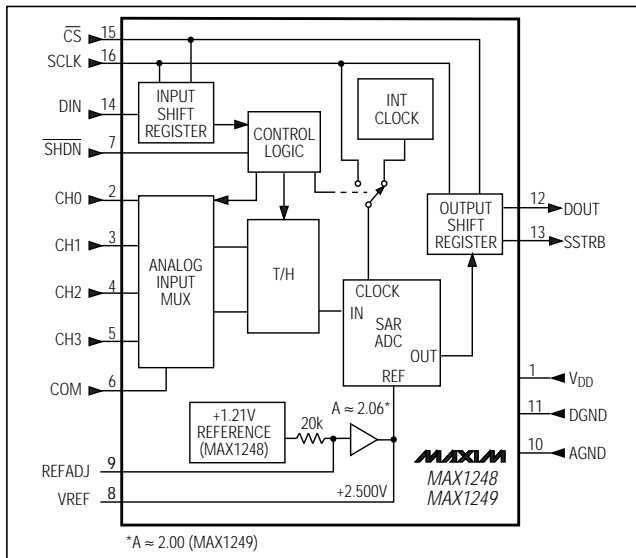 CS 15
SCLK 16
DIN 14
SHDN 7
CH0 2
CH1 3
CH2 4
CH3 5
COM 6
REFADJ 9
VREF 8
INPUT
SHIFT
REGISTER
CONTROL
LOGIC
INT
CLOCK
ANALOG
INPUT
MUX
T/H
OUTPUT
SHIFT
REGISTER
12 DOUT
13 SSTRB
CLOCK
IN
SAR
ADC
OUT
REF
1 VDD
11 DGND
10 AGND
+1.21V
REFERENCE
(MAX1248)
20k
A ≈ 2.06*
+2.500V
MAXIM
MAX1248
MAX1249
*A ≈ 2.00 (MAX1249)